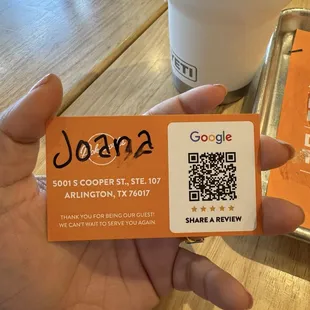 YETI
Joana
Google
5001 S COOPER ST., STE. 107
ARLINGTON, TX 76017
THANK YOU FOR BEING OUR GUEST!
WE CAN'T WAIT TO SERVE YOU AGAIN.
SHARE A REVIEW